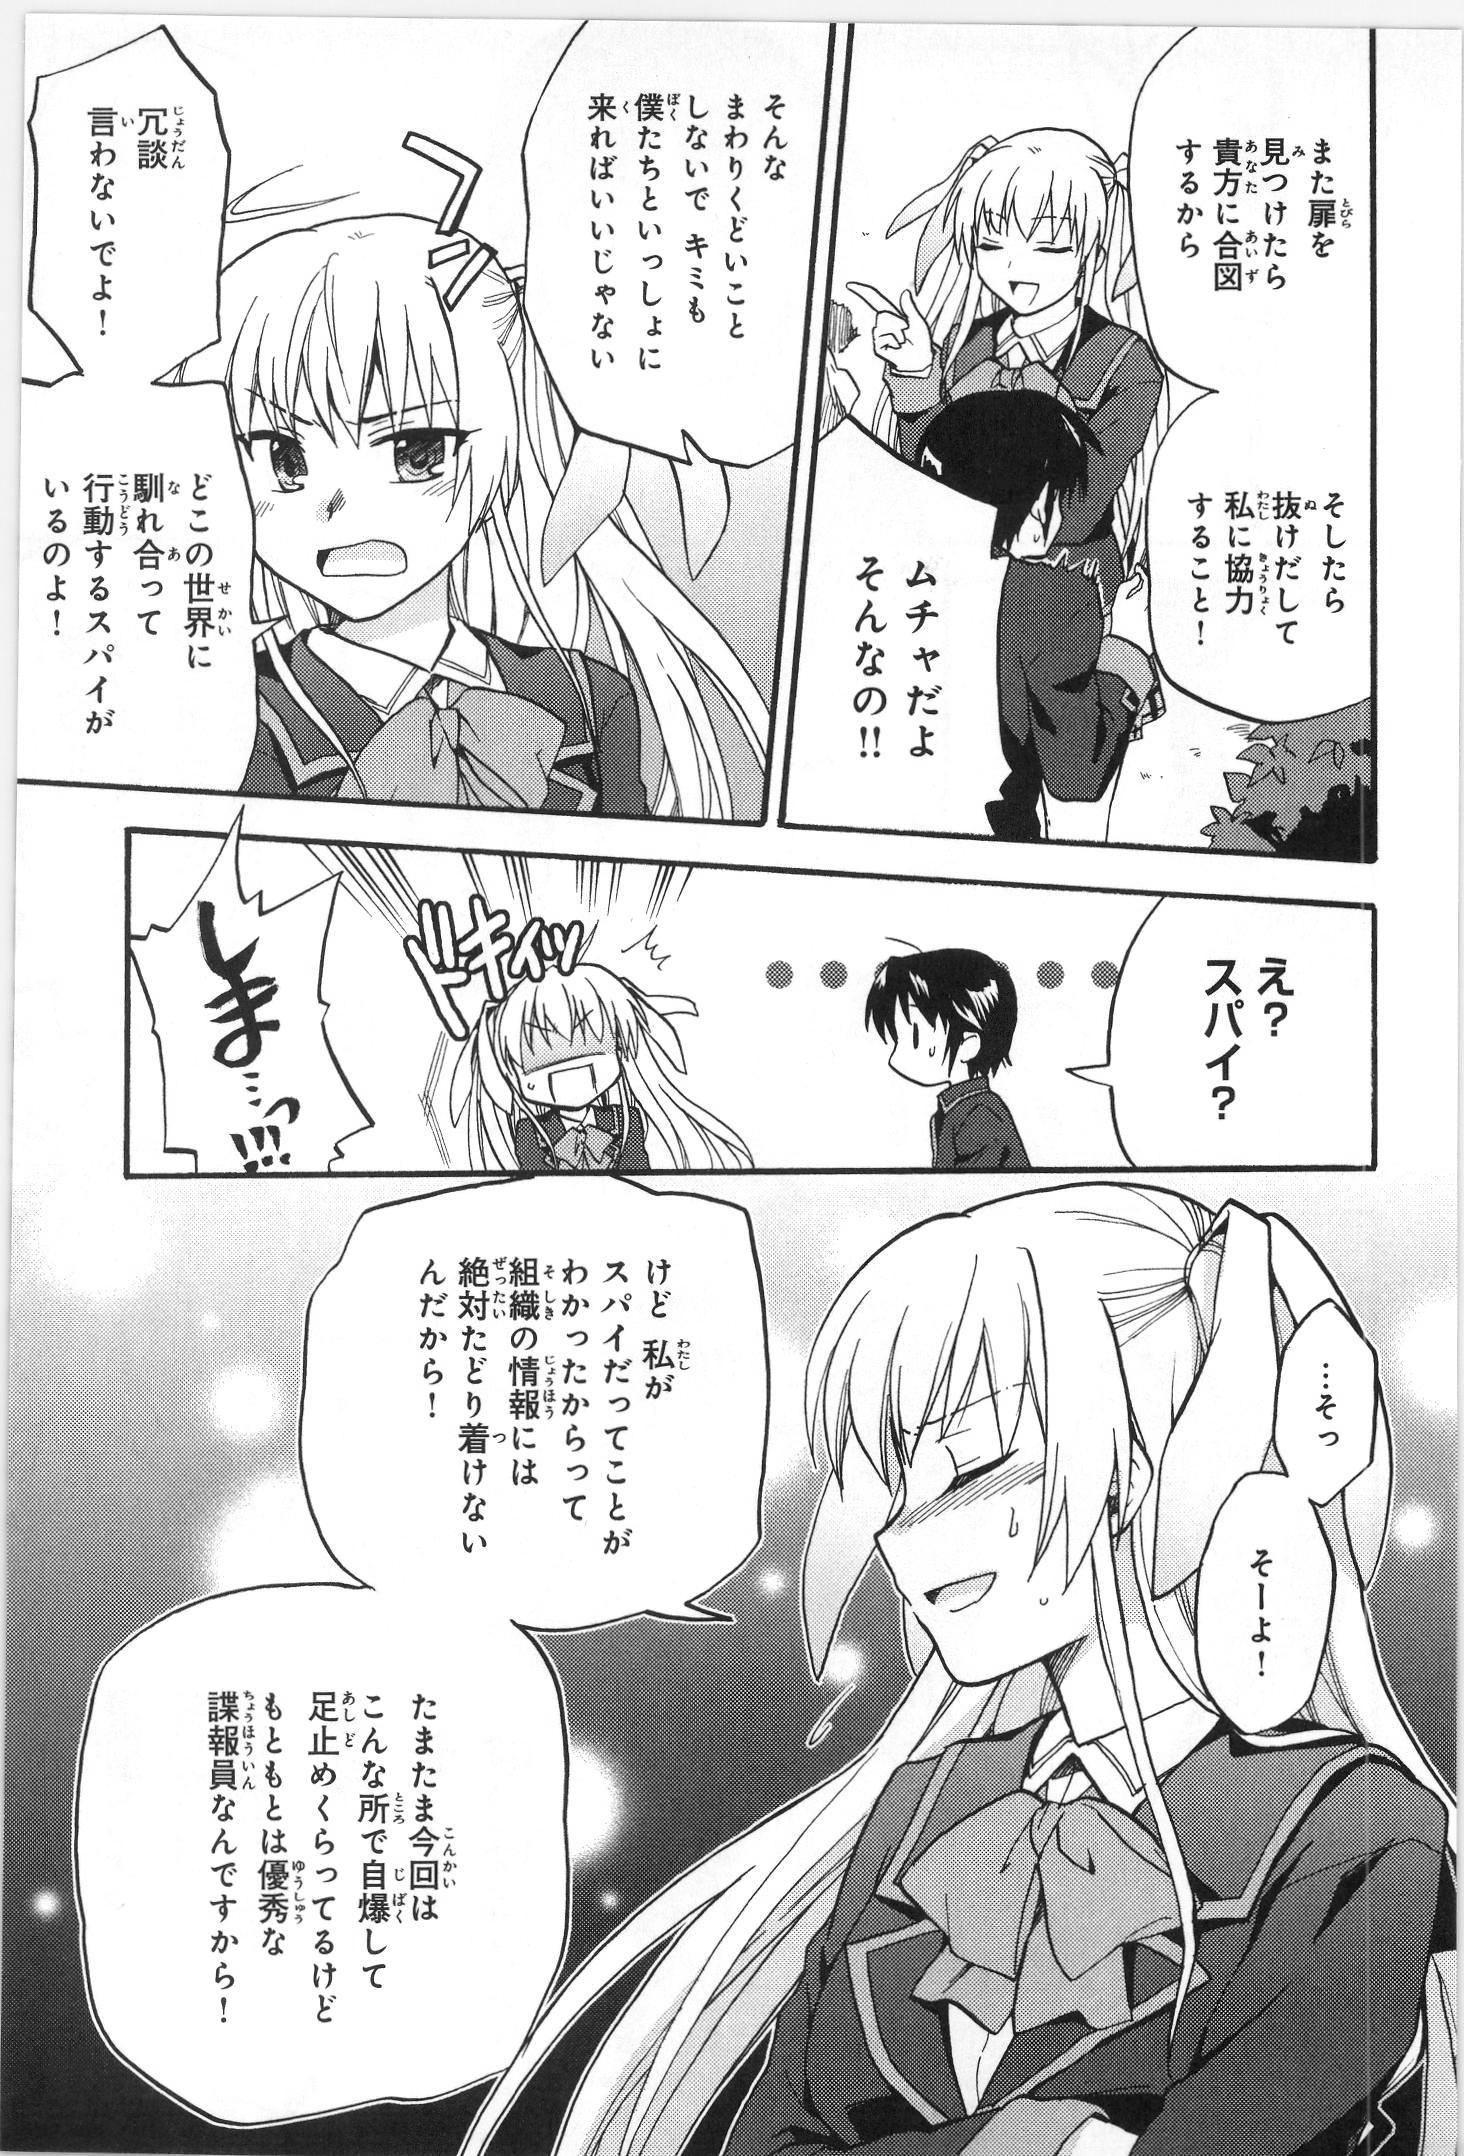 また扉を
見つけたら
貴方に合図
するから
そしたら
抜けだして
私に協力
すること！
ムチャだよ
そんなの!!
そんな
まわりくどいこと
しないで キミも
僕たちといっしょに
来ればいいじゃない
冗談
言わないでよ！
どこの世界に
馴れ合って
行動するスパイが
いるのよ！
え？
スパイ？
ドキィッ
しま…っ
!!!
…そっ
そーよ！
けど 私が
スパイだってことが
わかったからって
組織の情報には
絶対たどり着けない
んだから！
たまたま今回は
こんな所で自爆して
足止めくらってるけど
もともとは優秀な
諜報員なんですから！